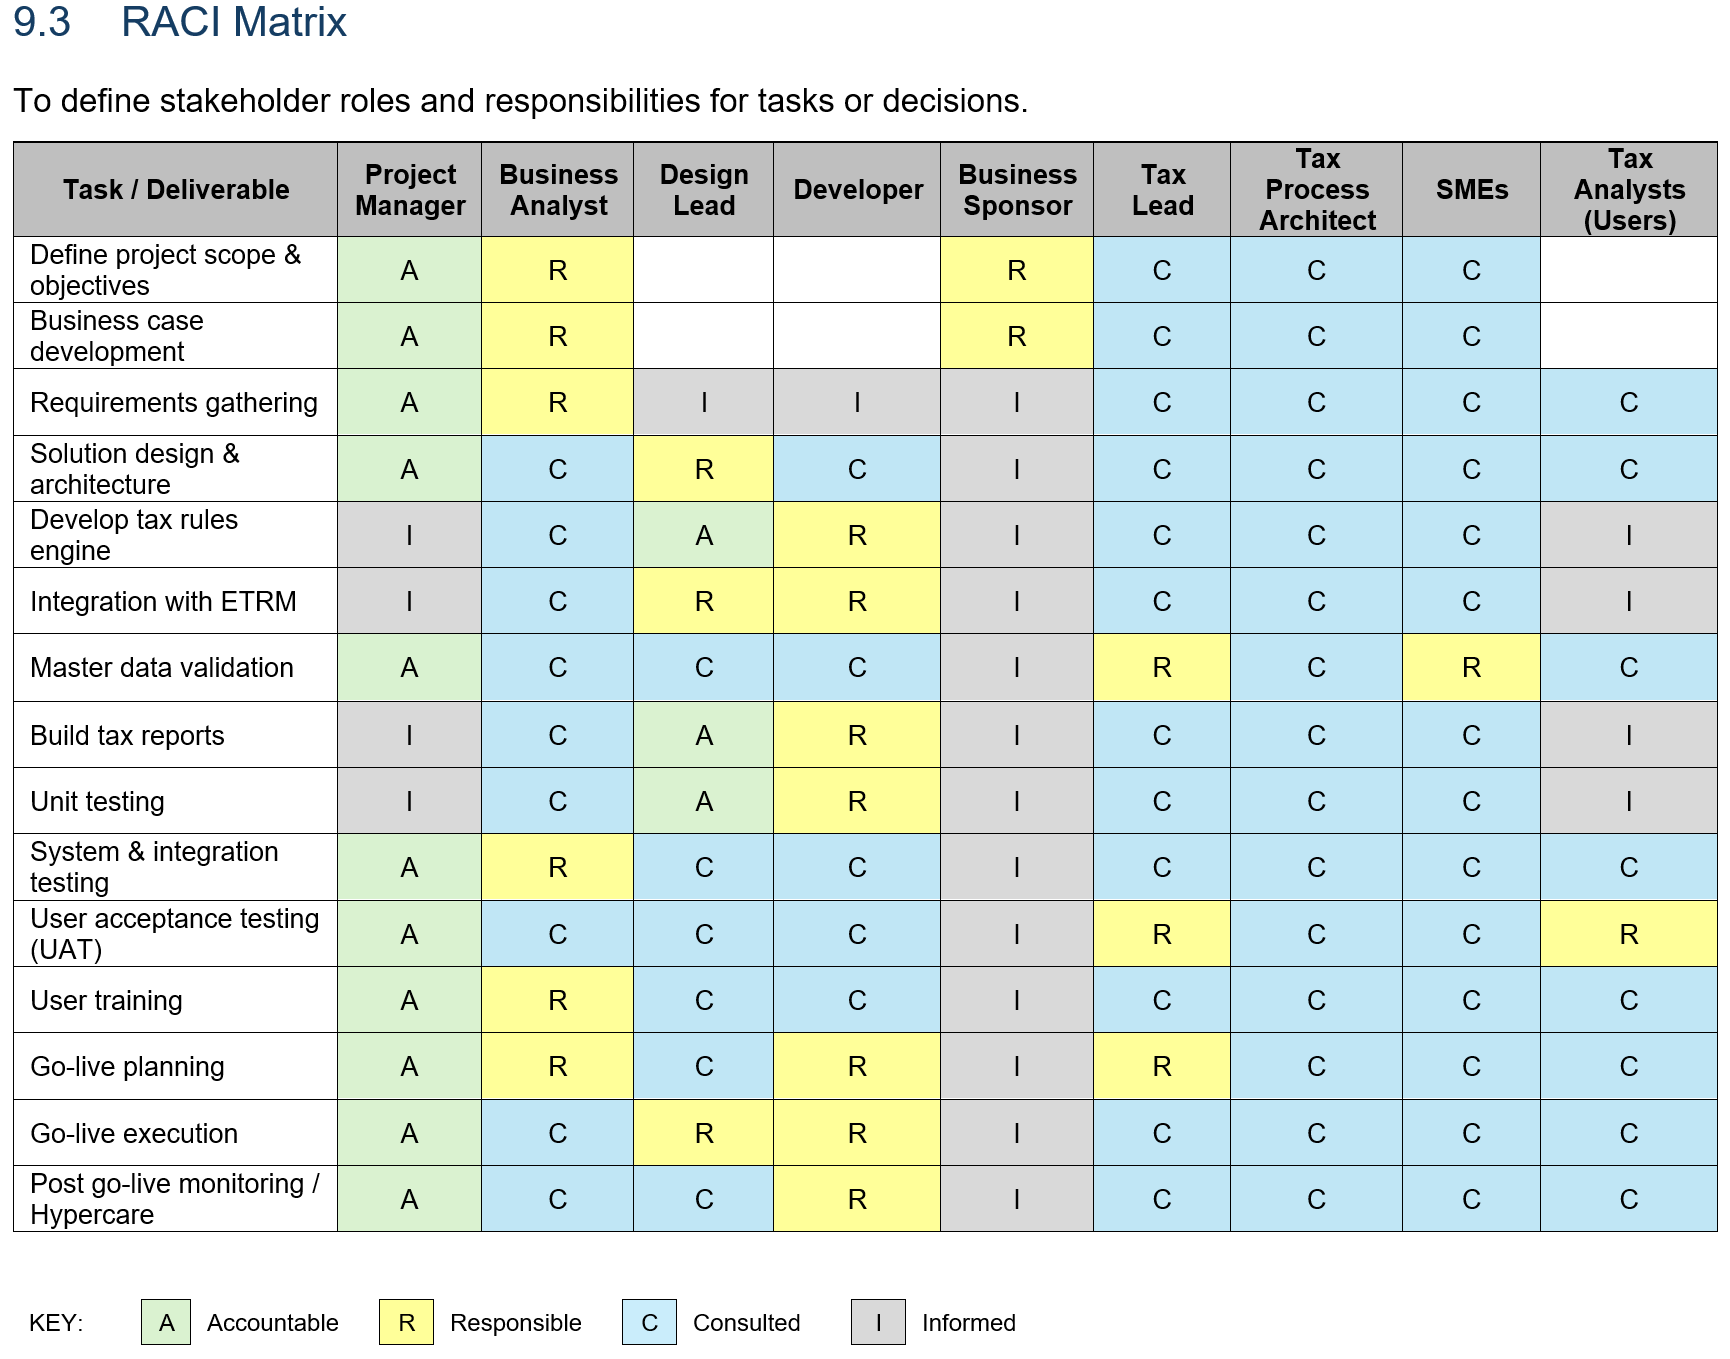 9.3 RACI Matrix
To define stakeholder roles and responsibilities for tasks or decisions.
Task / Deliverable Project Manager Business Analyst Design Lead Developer Business Sponsor Tax Lead Tax Process Architect SMEs Tax Analysts (Users)
Define project scope & objectives A R R C C C
Business case development A R R C C C
Requirements gathering A R I I I C C C C
Solution design & architecture A C R C I C C C C
Develop tax rules engine I C A R I C C C I
Integration with ETRM I C R R I C C C I
Master data validation A C C C I R C R C
Build tax reports I C A R I C C C I
Unit testing I C A R I C C C I
System & integration testing A R C C I C C C C
User acceptance testing (UAT) A C C C I R C C R
User training A R C C I C C C C
Go-live planning A R C R I R C C C
Go-live execution A C R R I C C C C
Post go-live monitoring / Hypercare A C C R I C C C C
KEY: A Accountable R Responsible C Consulted I Informed